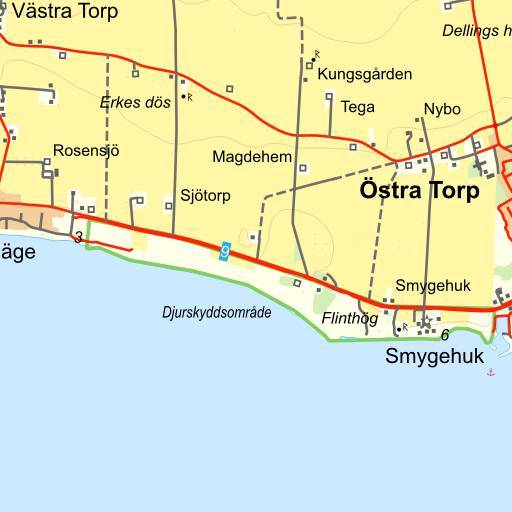 Västra Torp
Dellings h
Kungsgården
Erkes dös
R
R
Tega
Nybo
Rosensjö
Magdehem
Sjötorp
Östra Torp
3
äge
9
Smygehuk
Djurskyddsområde
Flinthög
R
6
Smygehuk